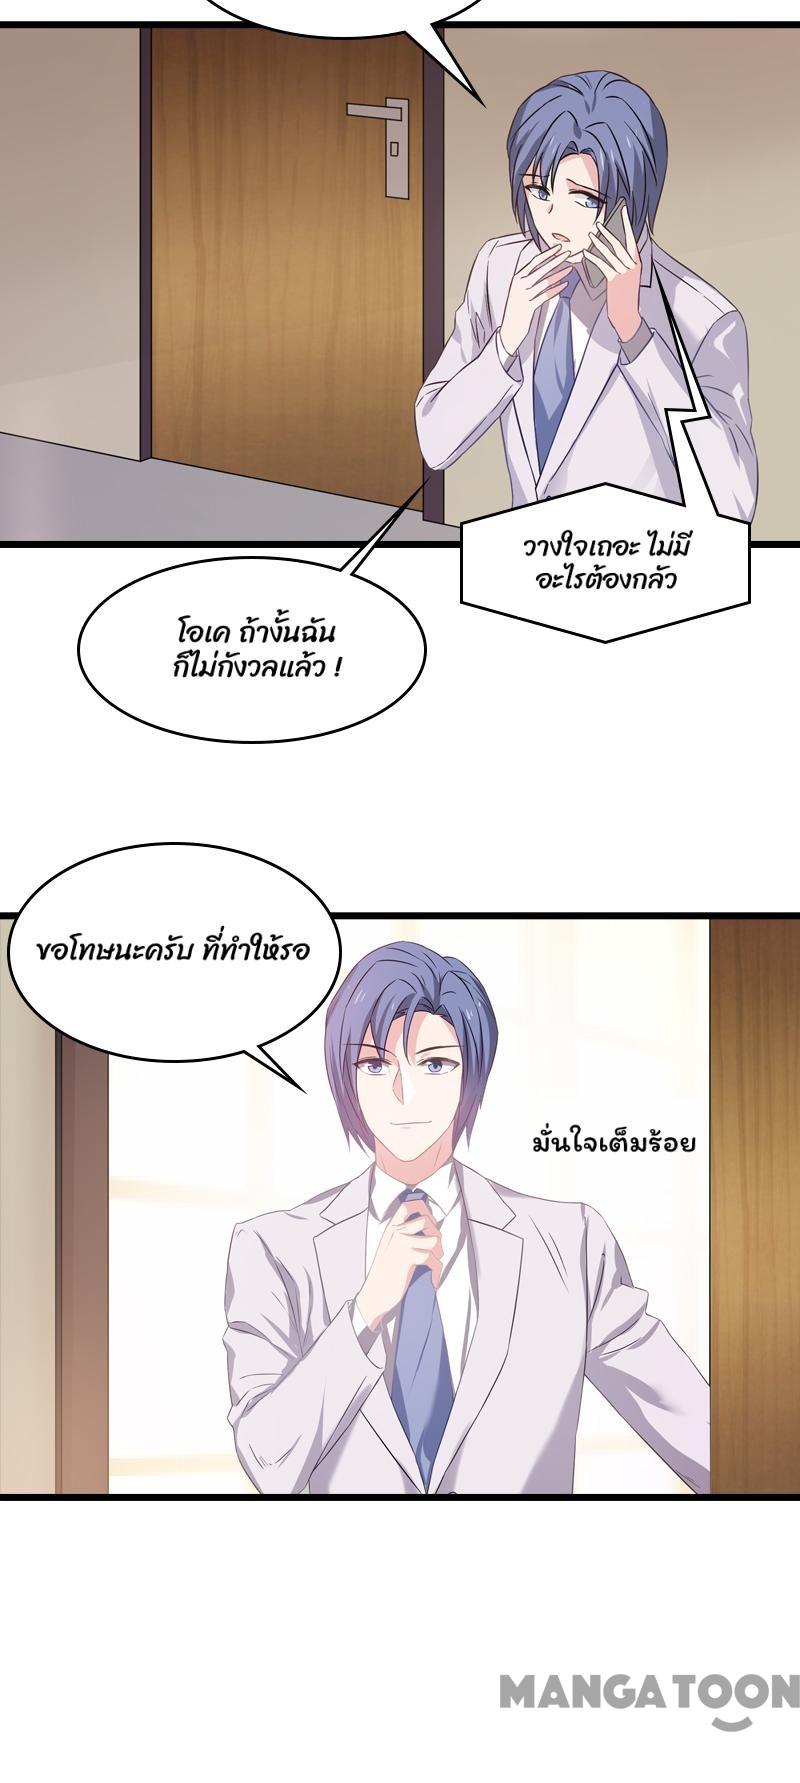 วางใจเถอะ ไม่มี
อะไรต้องกลัว
โอเค ถ้างั้นฉัน
ก็ไม่กังวลแล้ว !
ขอโทษนะครับ ที่ทำให้รอ
มั่นใจเต็มร้อย
MANGATOON